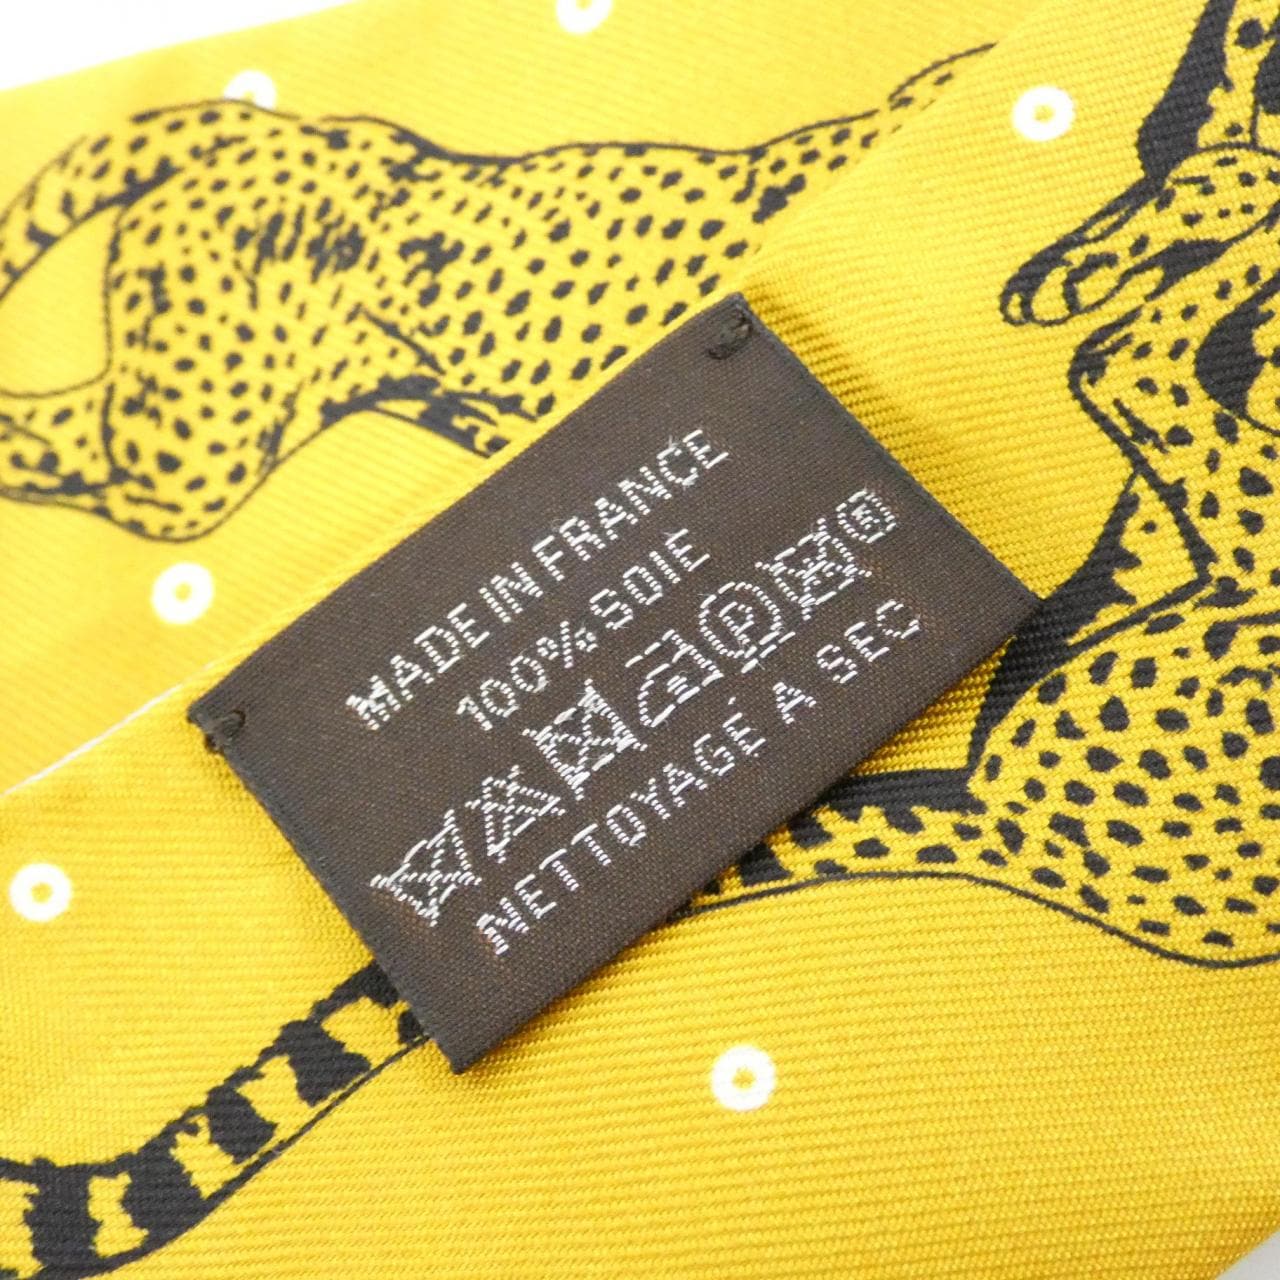 MADE IN FRANCE
100% SOIE
P W ®
NETTOYAGE A SEC